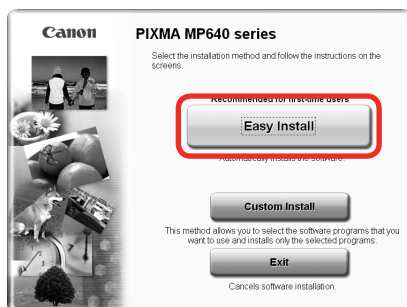 Canon
PIXMA MP640 series
Select the installation method and follow the instructions on the
screens.
Recommended for first-time users
Easy Install
Automatically installs the software.
Custom Install
This method allows you to select the software programs that you
want to use and installs only the selected programs.
Exit
Cancels software installation.